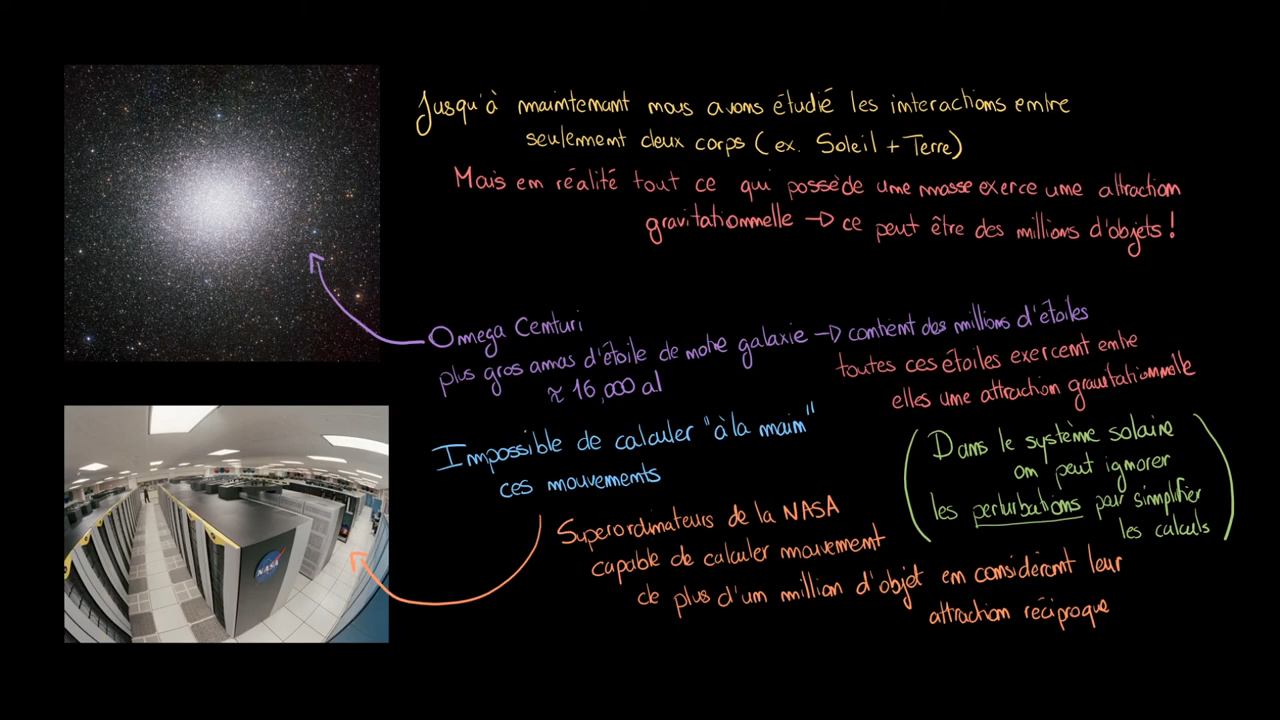 Jusqu'à maintenant nous avons étudié les interactions entre
seulement deux corps (ex. Soleil + Terre)
Mais en réalité tout ce qui possède une masse exerce une attraction
gravitationnelle → ce peut être des millions d'objets !
Omega Centuri
plus gros amas d'étoile de notre galaxie → contient des millions d'étoiles
≈ 16,000 al
toutes ces étoiles exercent entre
elles une attraction gravitationnelle
Impossible de calculer "à la main"
ces mouvements
(Dans le système solaire
on peut ignorer
les perturbations pour simplifier
les calculs)
Superordinateurs de la NASA
capable de calculer mouvement
de plus d'un million d'objet en considérant leur
attraction réciproque
NASA